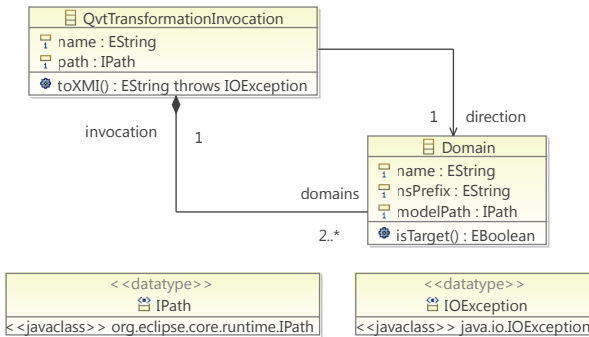 QvtTransformationInvocation
name : EString
path : IPath
toXMI() : EString throws IOException
invocation
1
1 direction
Domain
name : EString
nsPrefix : EString
modelPath : IPath
isTarget() : EBoolean
domains
2..*
<<datatype>>
IPath
<<javaclass>> org.eclipse.core.runtime.IPath
<<datatype>>
IOException
<<javaclass>> java.io.IOException